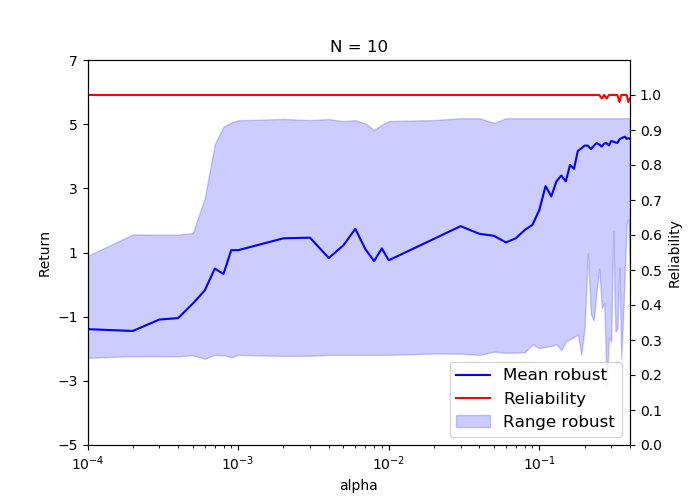 N = 10
7
5
3
1
−1
−3
−5
Return
1.0
0.9
0.8
0.7
0.6
0.5
0.4
0.3
0.2
0.1
0.0
Reliability
Mean robust
Reliability
Range robust
10⁻⁴ 10⁻³ 10⁻² 10⁻¹
alpha